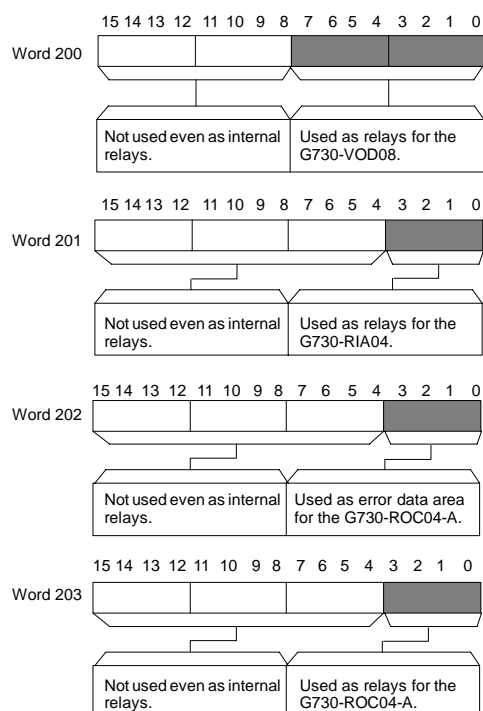 15 14 13 12 11 10 9 8 7 6 5 4 3 2 1 0
Word 200
Not used even as internal relays.
Used as relays for the G730-VOD08.
15 14 13 12 11 10 9 8 7 6 5 4 3 2 1 0
Word 201
Not used even as internal relays.
Used as relays for the G730-RIA04.
15 14 13 12 11 10 9 8 7 6 5 4 3 2 1 0
Word 202
Not used even as internal relays.
Used as error data area for the G730-ROC04-A.
15 14 13 12 11 10 9 8 7 6 5 4 3 2 1 0
Word 203
Not used even as internal relays.
Used as relays for the G730-ROC04-A.